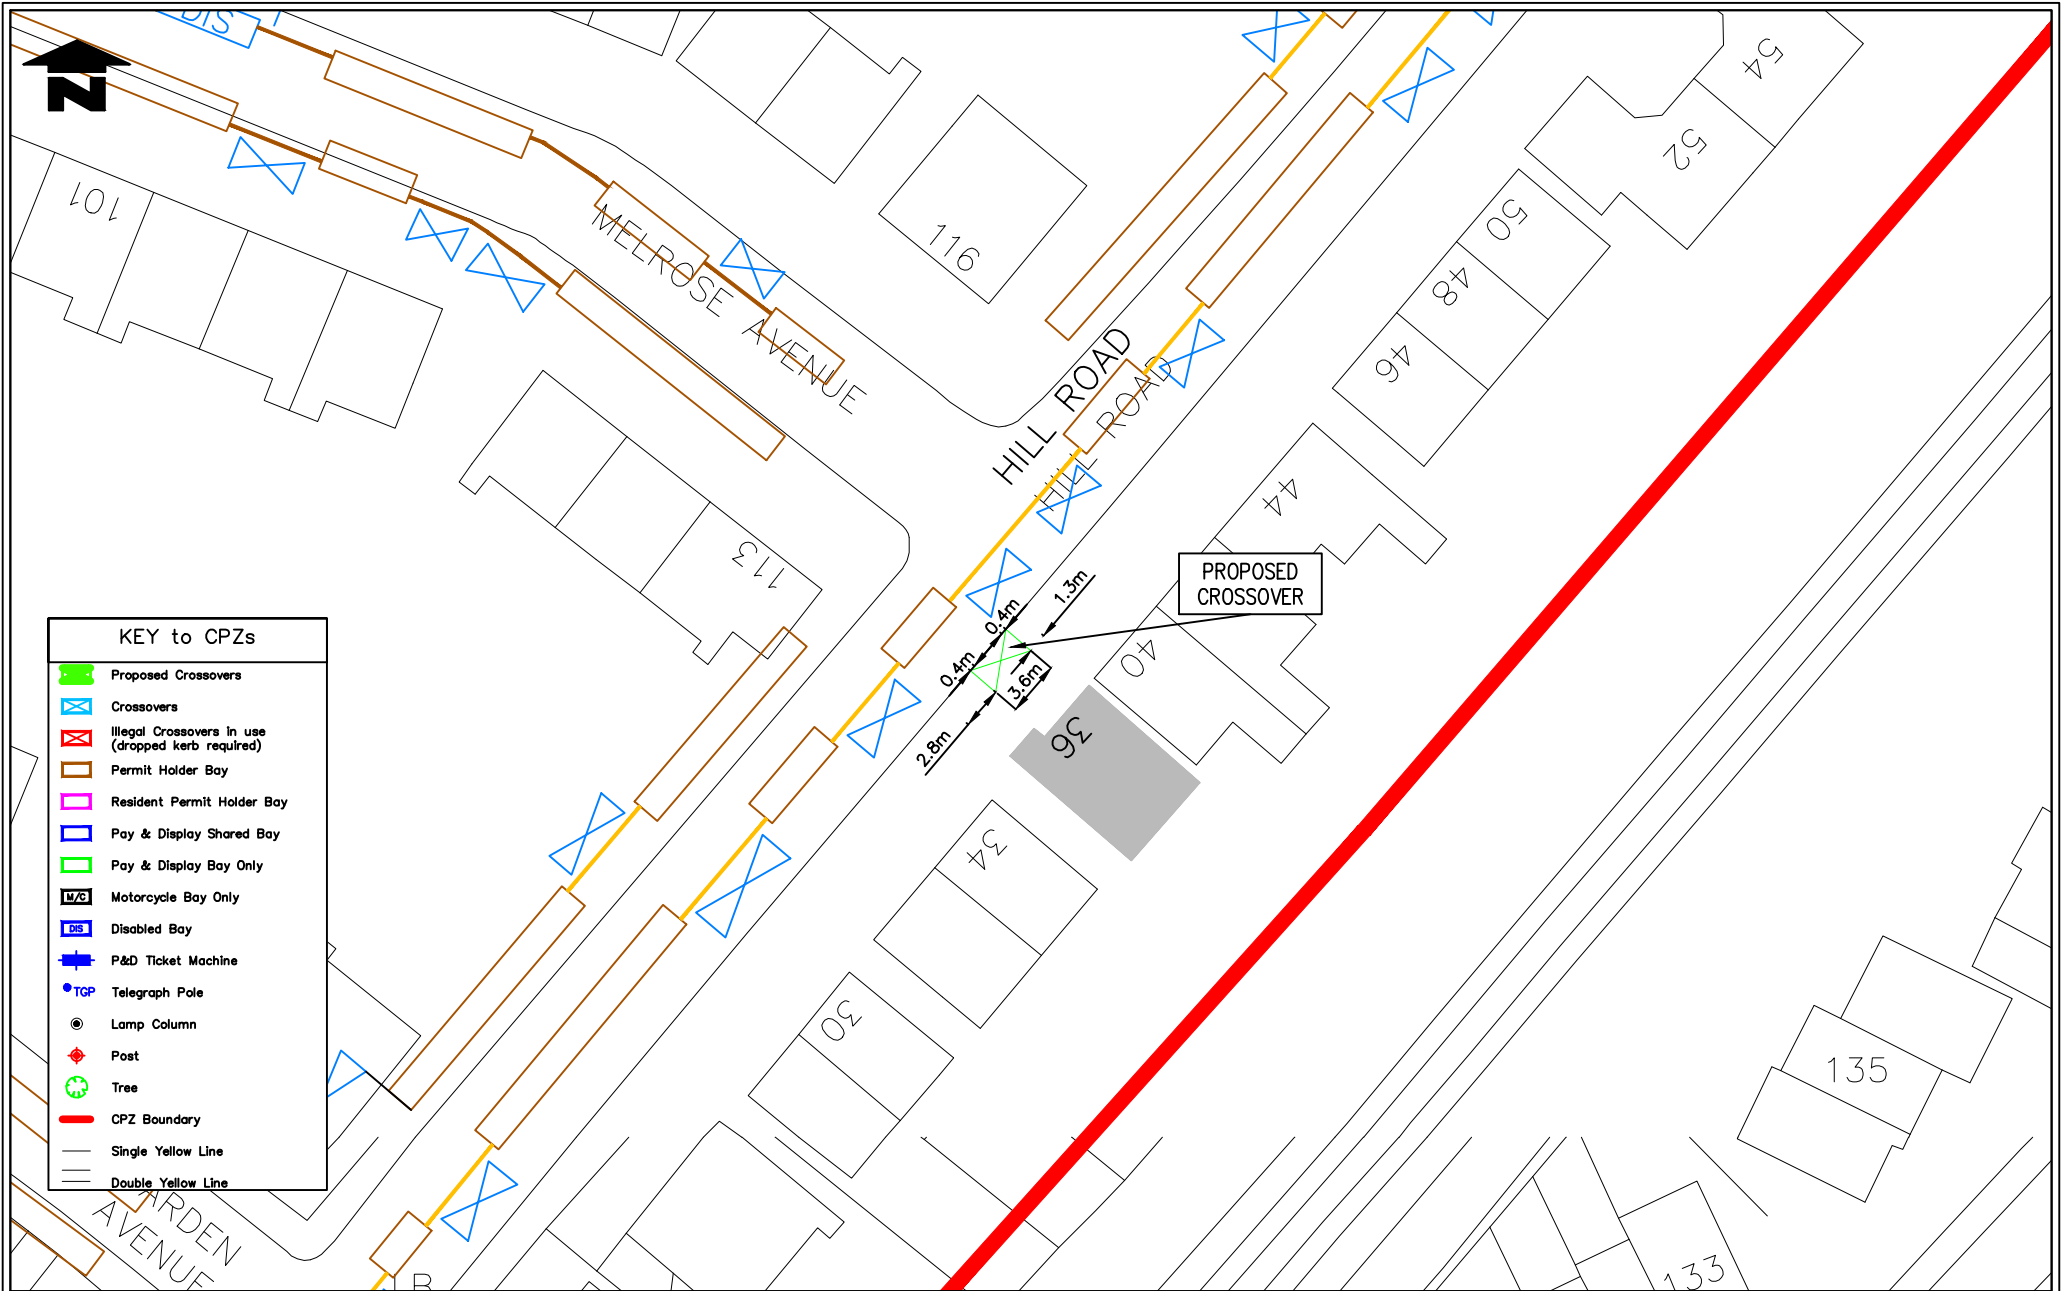 DIS
N
101
MELROSE AVENUE
116
HILL ROAD
HILL ROAD
54
52
50
48
46
44
40
36
34
30
113
135
133
PROPOSED
CROSSOVER
1.3m
0.4m
0.4m
3.6m
2.8m
KEY to CPZs
Proposed Crossovers
Crossovers
Illegal Crossovers in use
(dropped kerb required)
Permit Holder Bay
Resident Permit Holder Bay
Pay & Display Shared Bay
Pay & Display Bay Only
M/C Motorcycle Bay Only
DIS Disabled Bay
P&D Ticket Machine
TGP Telegraph Pole
Lamp Column
Post
Tree
CPZ Boundary
Single Yellow Line
Double Yellow Line
ARDEN
AVENUE